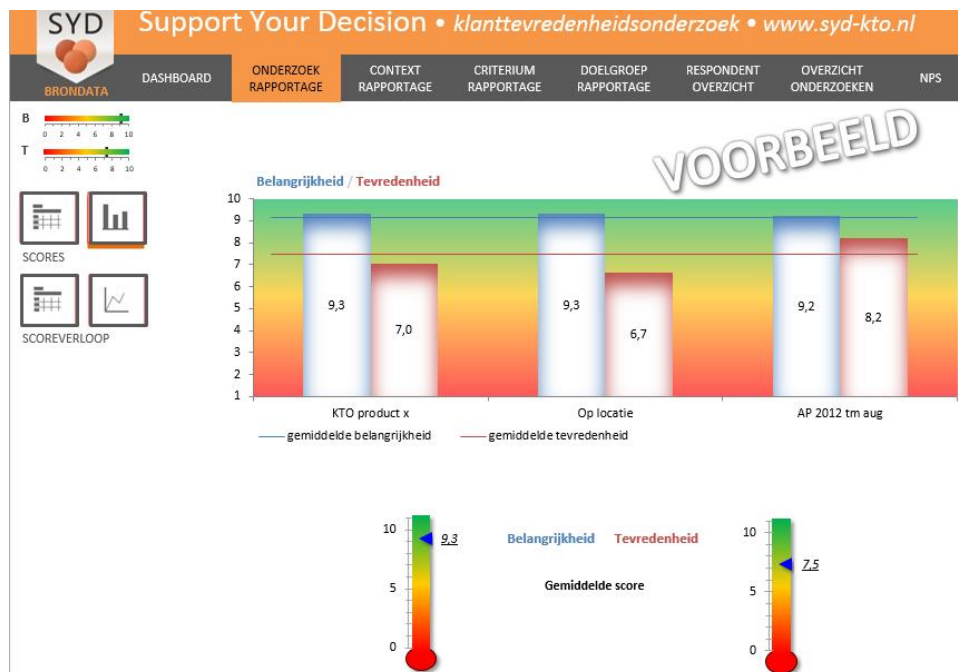 SYD
Support Your Decision • klanttevredenheidsonderzoek • www.syd-kto.nl
BRONDATA
DASHBOARD
ONDERZOEK
RAPPORTAGE
CONTEXT
RAPPORTAGE
CRITERIUM
RAPPORTAGE
DOELGROEP
RAPPORTAGE
RESPONDENT
OVERZICHT
OVERZICHT
ONDERZOEKEN
NPS
B
0 2 4 6 8 10
T
0 2 4 6 8 10
SCORES
SCOREVERLOOP
VOORBEELD
Belangrijkheid / Tevredenheid
10
9
8
7
6
5
4
3
2
1
9,3
7,0
9,3
6,7
9,2
8,2
KTO product x
Op locatie
AP 2012 tm aug
gemiddelde belangrijkheid
gemiddelde tevredenheid
10
5
0
9,3
Belangrijkheid Tevredenheid
Gemiddelde score
10
5
0
7,5